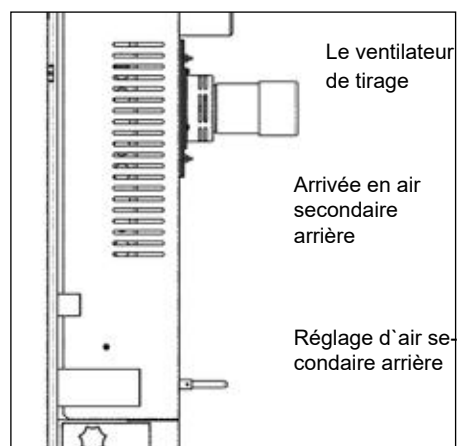 Le ventilateur
de tirage
Arrivée en air
secondaire
arrière
Réglage d`air se-
condaire arrière